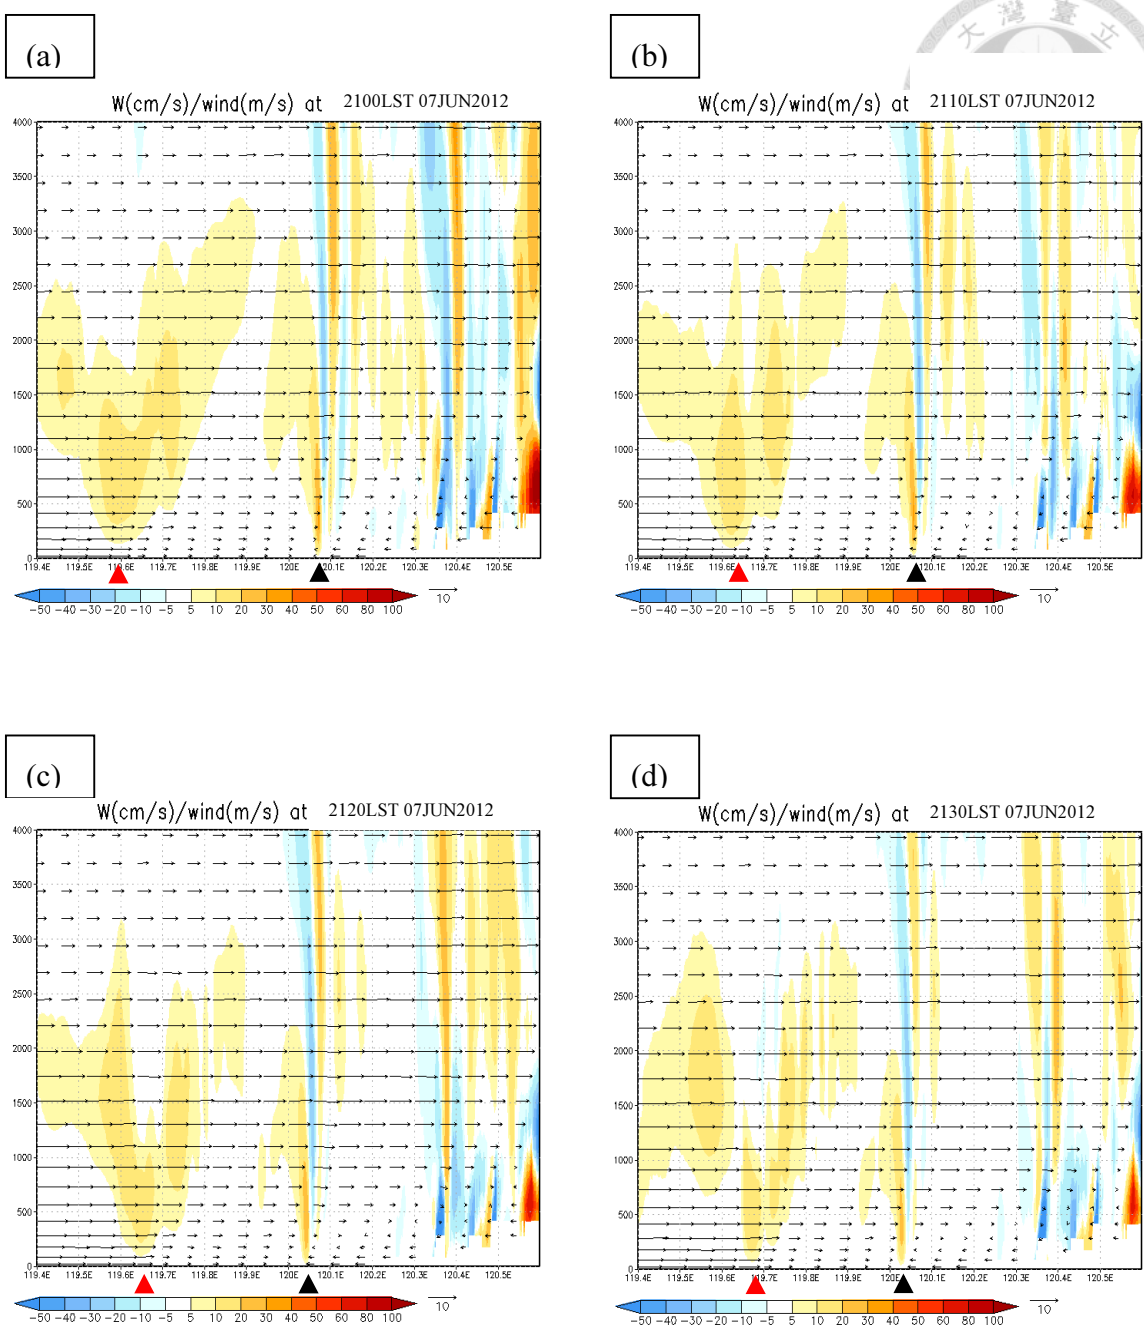 (a)
W(cm/s)/wind(m/s) at 2100LST 07JUN2012
4000
3500
3000
2500
2000
1500
1000
500
0
119.4E 119.5E 119.6E 119.7E 119.8E 119.9E 120E 120.1E 120.2E 120.3E 120.4E 120.5E
-50 -40 -30 -20 -10 -5 5 10 20 30 40 50 60 80 100
10
(b)
大灣臺立
W(cm/s)/wind(m/s) at 2110LST 07JUN2012
4000
3500
3000
2500
2000
1500
1000
500
0
119.4E 119.5E 119.6E 119.7E 119.8E 119.9E 120E 120.1E 120.2E 120.3E 120.4E 120.5E
-50 -40 -30 -20 -10 -5 5 10 20 30 40 50 60 80 100
10
(c)
W(cm/s)/wind(m/s) at 2120LST 07JUN2012
4000
3500
3000
2500
2000
1500
1000
500
0
119.4E 119.5E 119.6E 119.7E 119.8E 119.9E 120E 120.1E 120.2E 120.3E 120.4E 120.5E
-50 -40 -30 -20 -10 -5 5 10 20 30 40 50 60 80 100
10
(d)
W(cm/s)/wind(m/s) at 2130LST 07JUN2012
4000
3500
3000
2500
2000
1500
1000
500
0
119.4E 119.5E 119.6E 119.7E 119.8E 119.9E 120E 120.1E 120.2E 120.3E 120.4E 120.5E
-50 -40 -30 -20 -10 -5 5 10 20 30 40 50 60 80 100
10